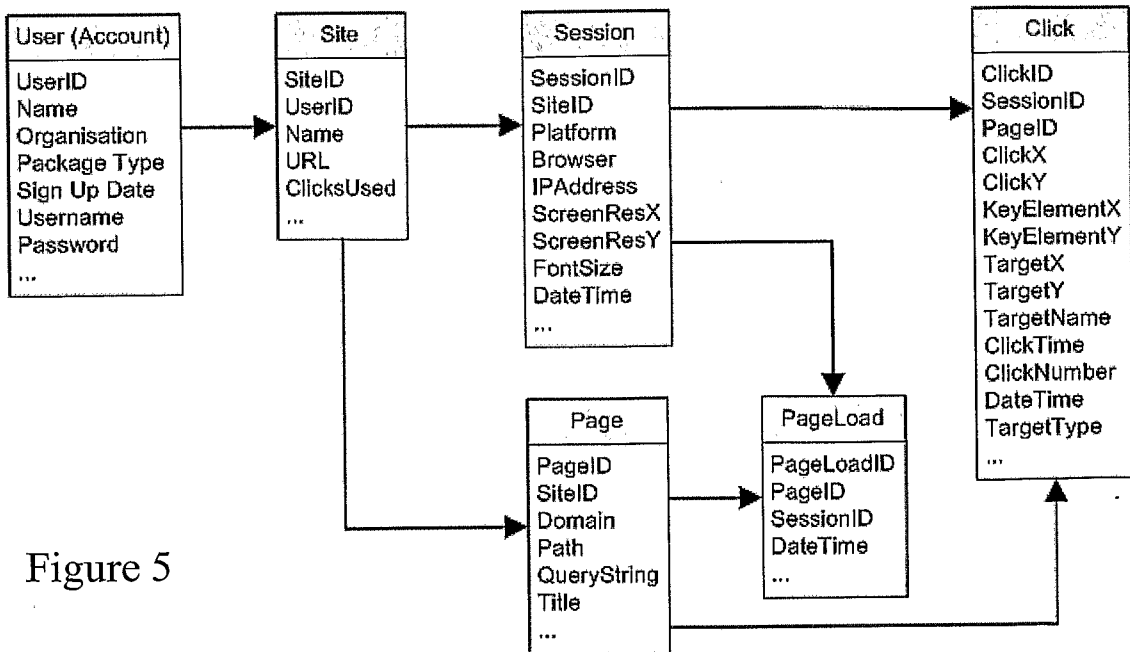 User (Account)
UserID
Name
Organisation
Package Type
Sign Up Date
Username
Password
...
Site
SiteID
UserID
Name
URL
ClicksUsed
...
Session
SessionID
SiteID
Platform
Browser
IPAddress
ScreenResX
ScreenResY
FontSize
DateTime
...
Click
ClickID
SessionID
PageID
ClickX
ClickY
KeyElementX
KeyElementY
TargetX
TargetY
TargetName
ClickTime
ClickNumber
DateTime
TargetType
...
Page
PageID
SiteID
Domain
Path
QueryString
Title
...
PageLoad
PageLoadID
PageID
SessionID
DateTime
...
Figure 5